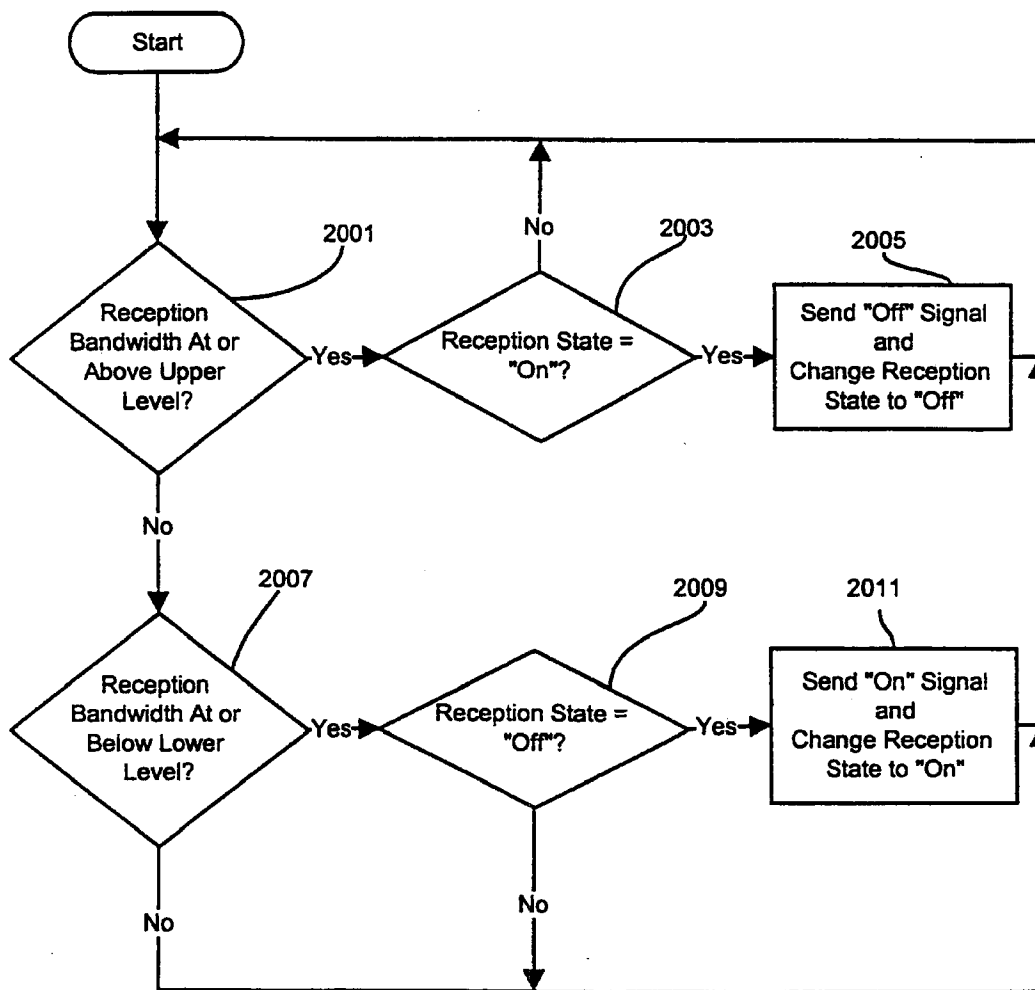 Start
No
2001
2003
2005
Reception
Bandwidth At or
Above Upper
Level?
Yes
Reception State =
"On"?
Yes
Send "Off" Signal
and
Change Reception
State to "Off"
No
2007
2009
2011
Reception
Bandwidth At or
Below Lower
Level?
Yes
Reception State =
"Off"?
Yes
Send "On" Signal
and
Change Reception
State to "On"
No
No